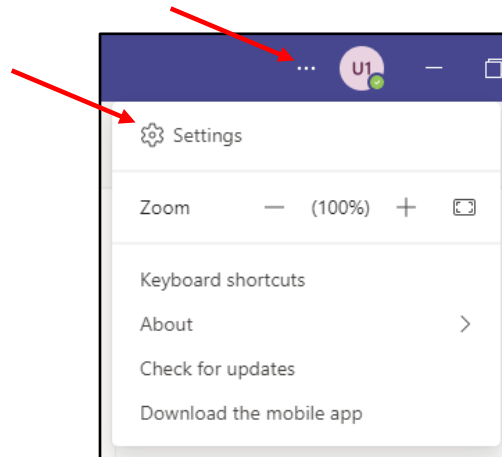 ... U1
Settings
Zoom — (100%) +
Keyboard shortcuts
About
Check for updates
Download the mobile app